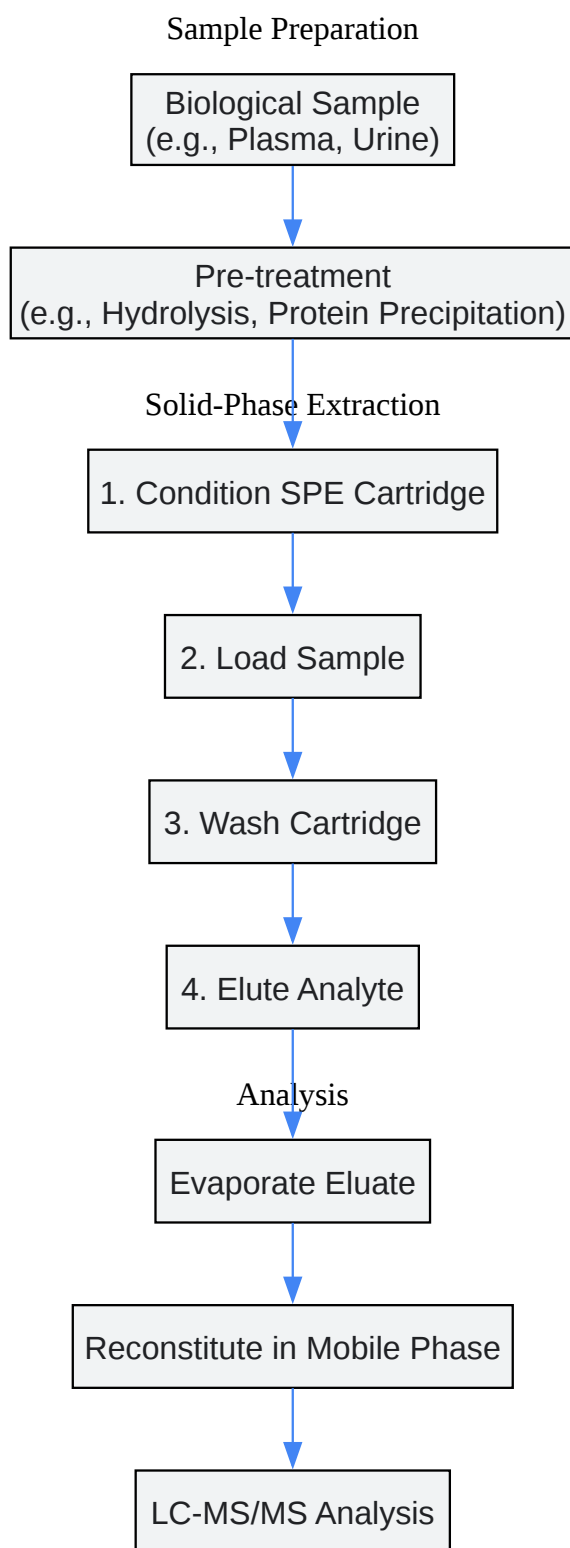 Sample Preparation
Biological Sample
(e.g., Plasma, Urine)
Pre-treatment
(e.g., Hydrolysis, Protein Precipitation)
Solid-Phase Extraction
1. Condition SPE Cartridge
2. Load Sample
3. Wash Cartridge
4. Elute Analyte
Analysis
Evaporate Eluate
Reconstitute in Mobile Phase
LC-MS/MS Analysis